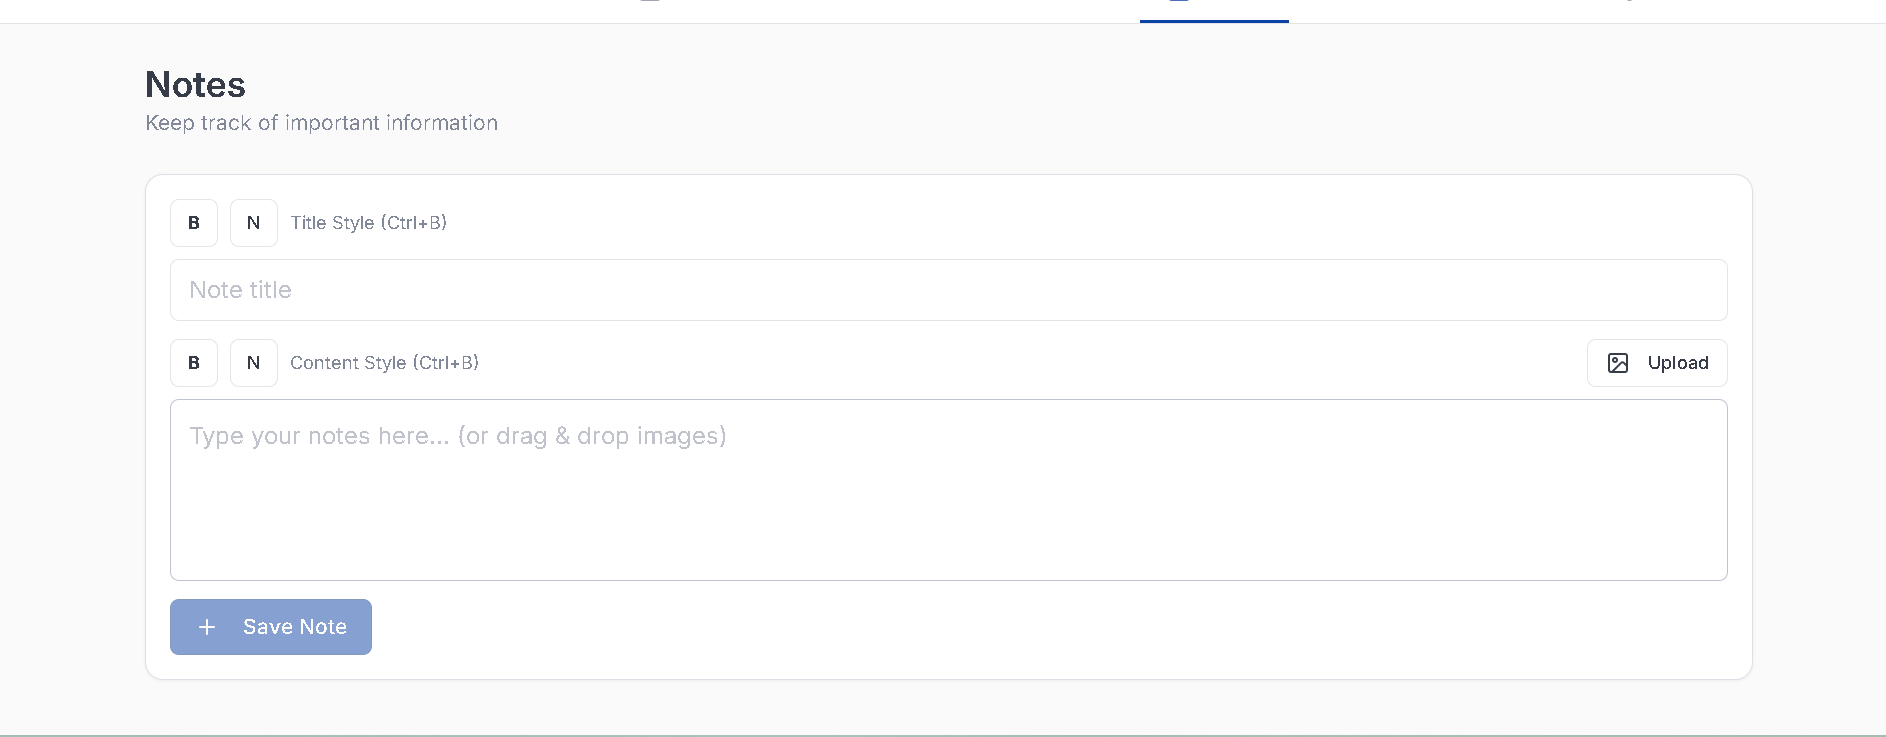 Notes
Keep track of important information
B N Title Style (Ctrl+B)
Note title
B N Content Style (Ctrl+B) Upload
Type your notes here... (or drag & drop images)
+ Save Note